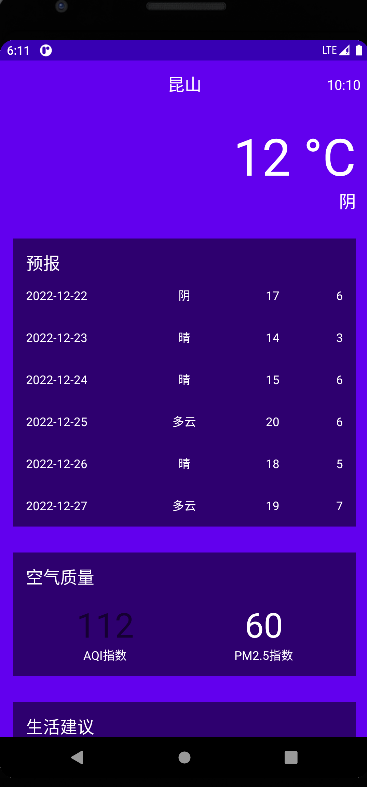 6:11 LTE
昆山 10:10
12 °C
阴
预报
2022-12-22 阴 17 6
2022-12-23 晴 14 3
2022-12-24 晴 15 6
2022-12-25 多云 20 6
2022-12-26 晴 18 5
2022-12-27 多云 19 7
空气质量
112 60
AQI指数 PM2.5指数
生活建议